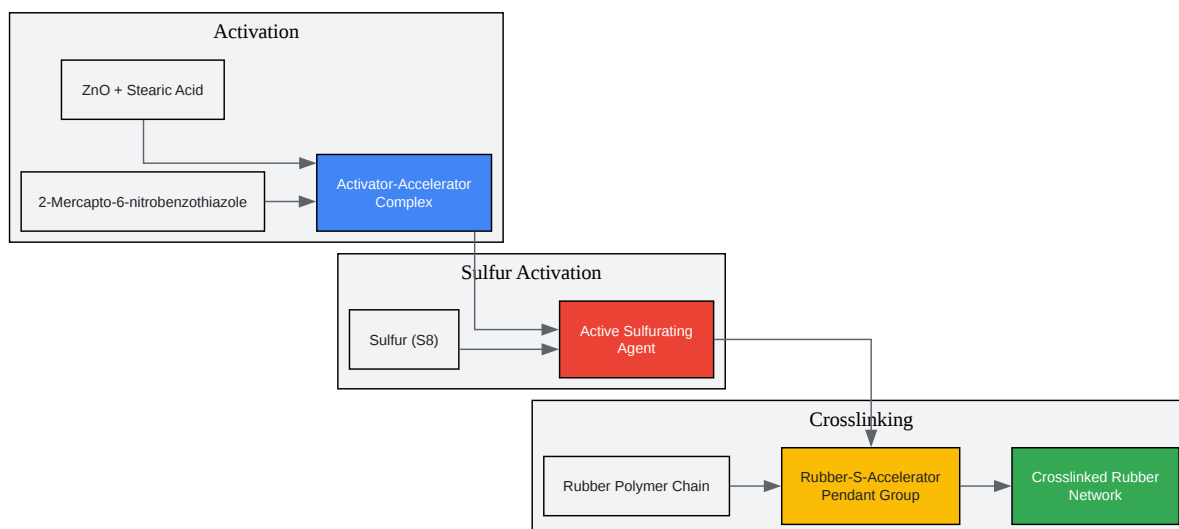 Activation
ZnO + Stearic Acid
2-Mercapto-6-nitrobenzothiazole
Activator-Accelerator
Complex
Sulfur Activation
Sulfur (S8)
Active Sulfurating
Agent
Crosslinking
Rubber Polymer Chain
Rubber-S-Accelerator
Pendant Group
Crosslinked Rubber
Network